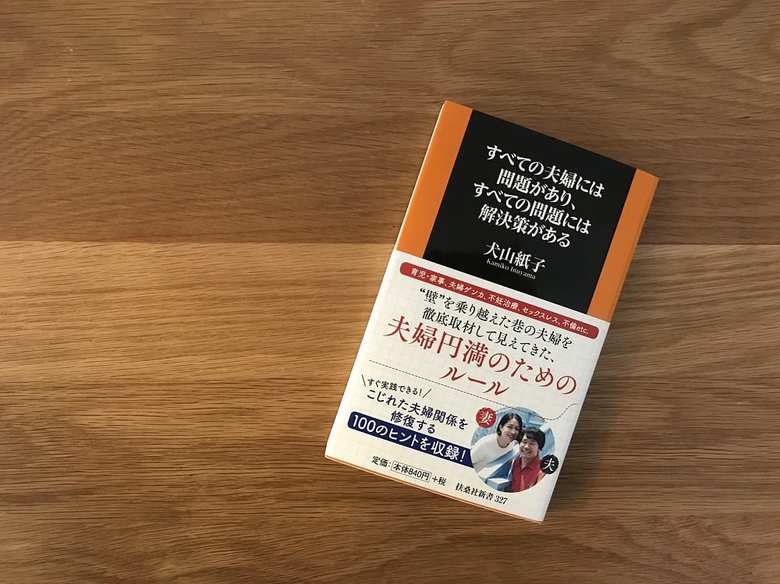 すべての夫婦には
問題があり、
すべての問題には
解決策がある
犬山紙子
Kamiko Inuyama
育児・家事、夫婦ゲンカ、不妊治療、セックスレス、不倫etc.
“壁”を乗り越えた巷の夫婦を
徹底取材して見えてきた、
夫婦円満のための
ルール
\すぐ実践できる!/
こじれた夫婦関係を
修復する
100のヒントを収録!
妻
夫
定価:本体840円+税
扶桑社新書 327